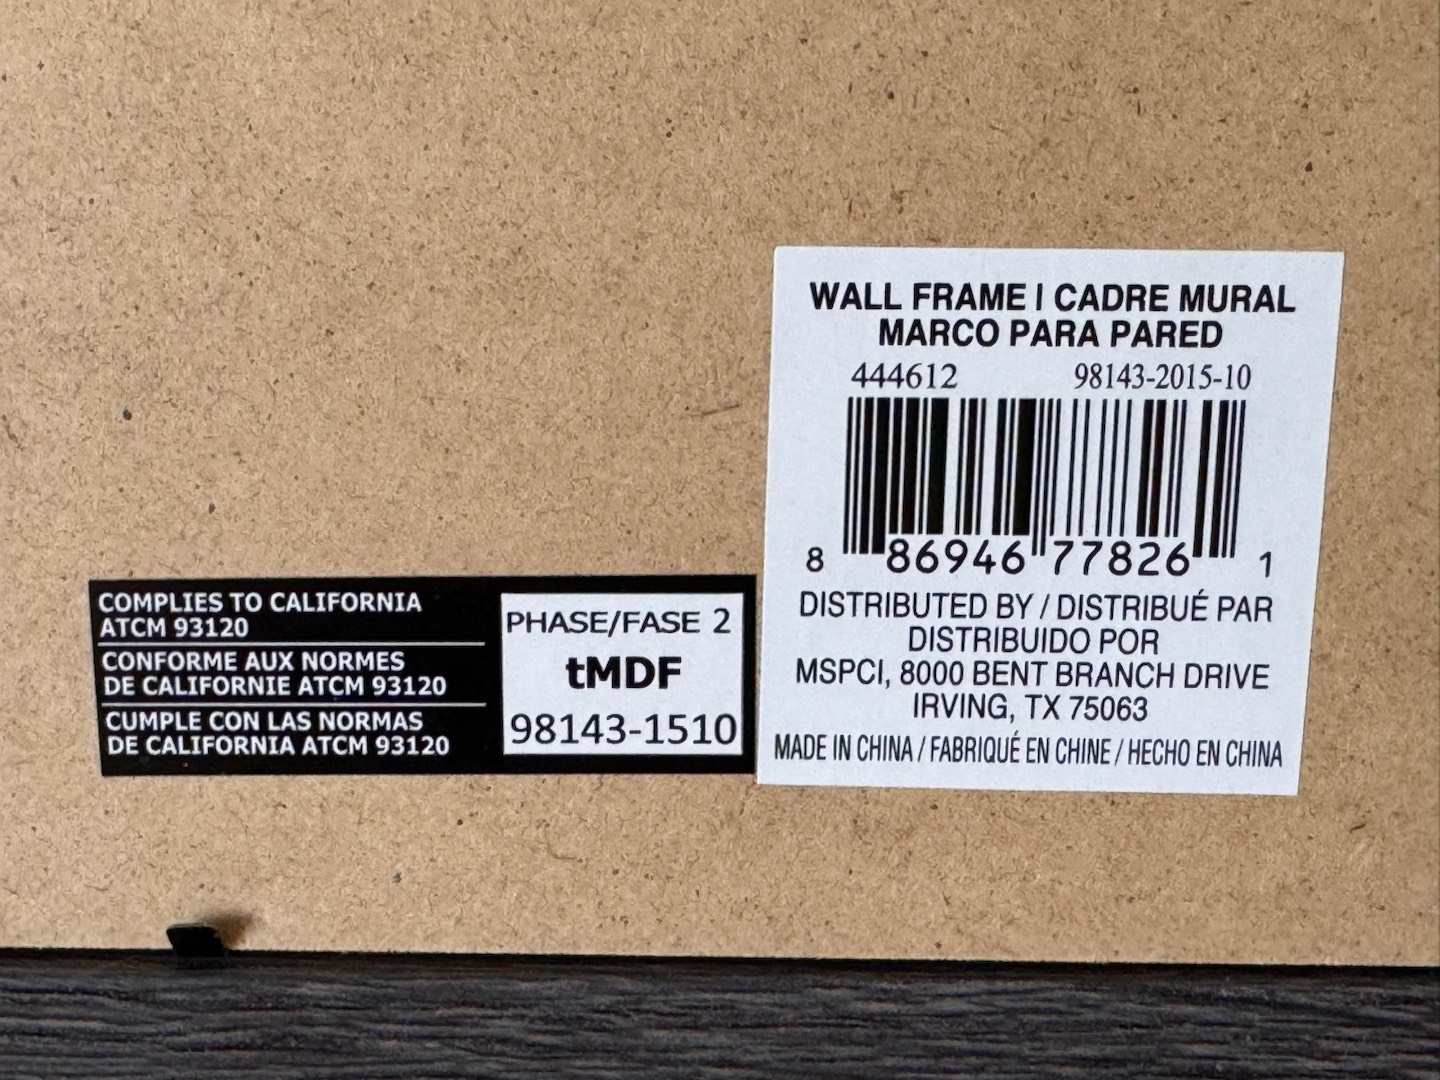 COMPLIES TO CALIFORNIA
ATCM 93120
CONFORME AUX NORMES
DE CALIFORNIE ATCM 93120
CUMPLE CON LAS NORMAS
DE CALIFORNIA ATCM 93120
PHASE/FASE 2
tMDF
98143-1510
WALL FRAME | CADRE MURAL
MARCO PARA PARED
444612 98143-2015-10
8 86946 77826 1
DISTRIBUTED BY / DISTRIBUÉ PAR
DISTRIBUIDO POR
MSPCI, 8000 BENT BRANCH DRIVE
IRVING, TX 75063
MADE IN CHINA / FABRIQUÉ EN CHINE / HECHO EN CHINA